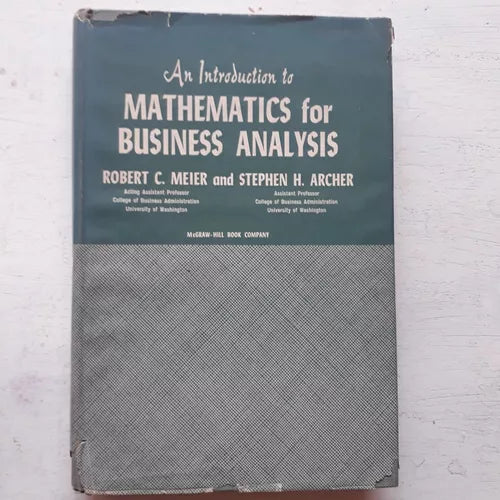 An Introduction to
MATHEMATICS for
BUSINESS ANALYSIS
ROBERT C. MEIER and STEPHEN H. ARCHER
Acting Assistant Professor
College of Business Administration
University of Washington
Assistant Professor
College of Business Administration
University of Washington
McGRAW-HILL BOOK COMPANY